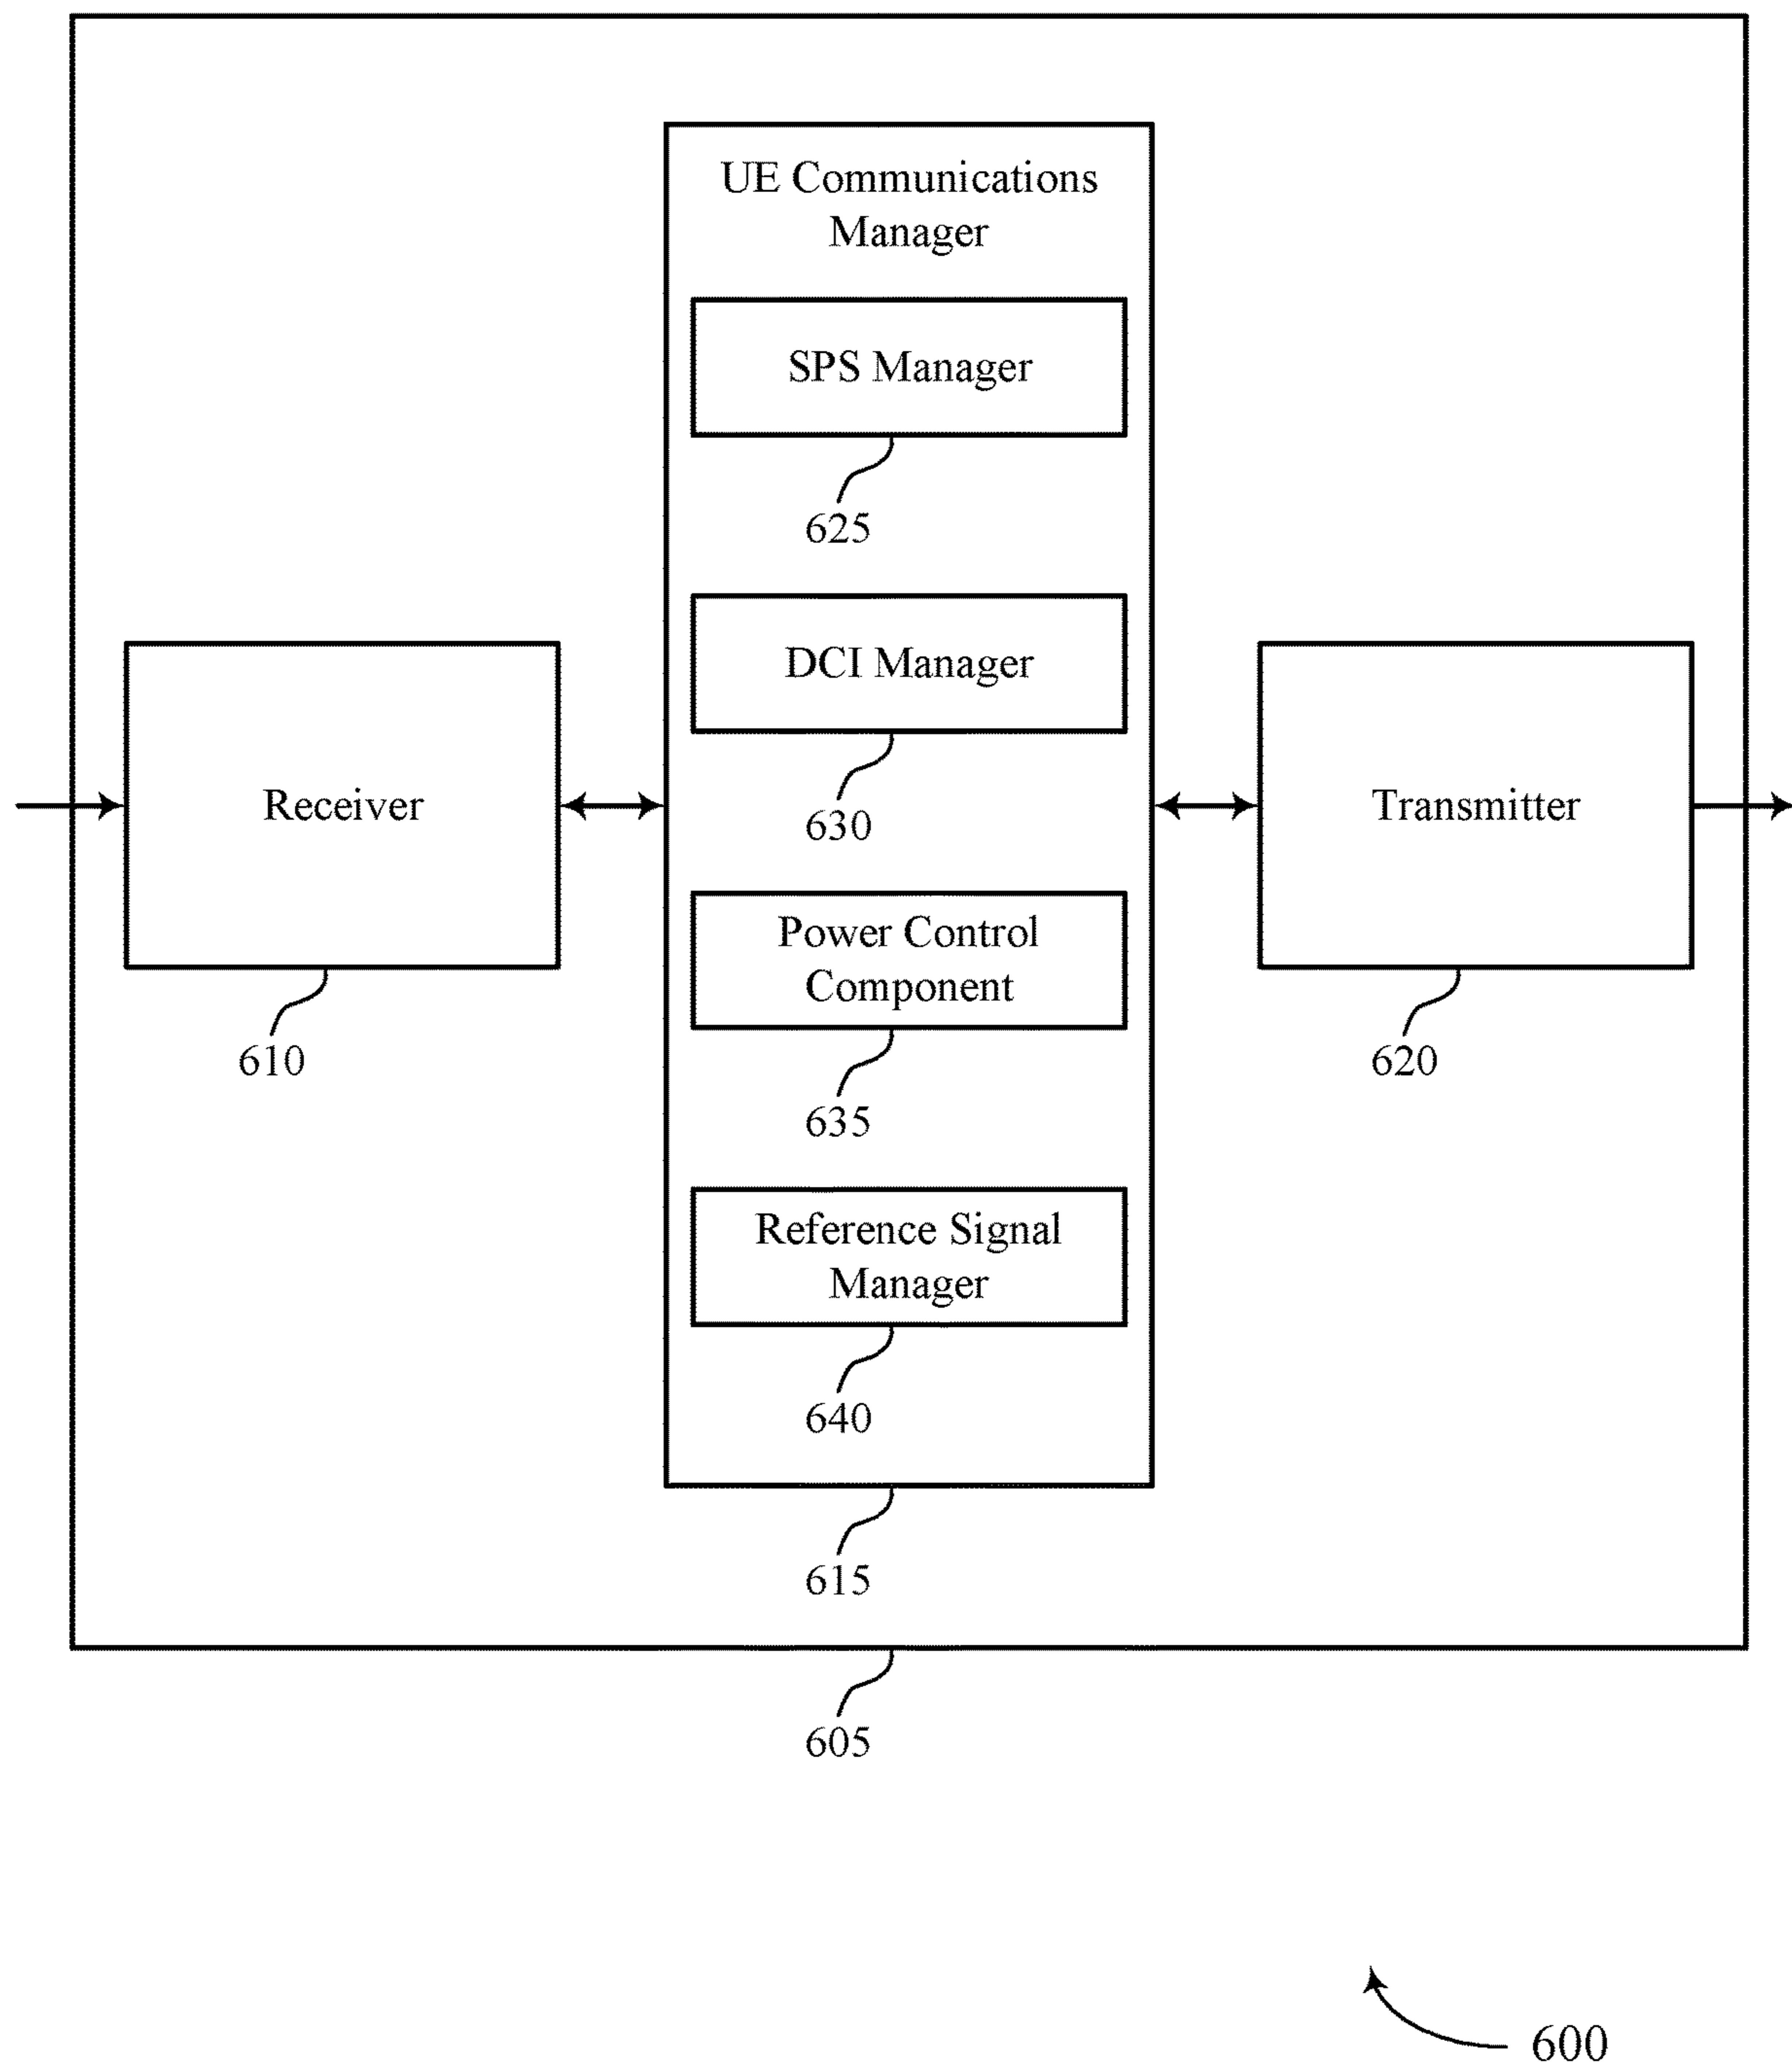 UE Communications
Manager
SPS Manager
625
DCI Manager
630
Receiver
610
Transmitter
620
Power Control
Component
635
Reference Signal
Manager
640
615
605
600